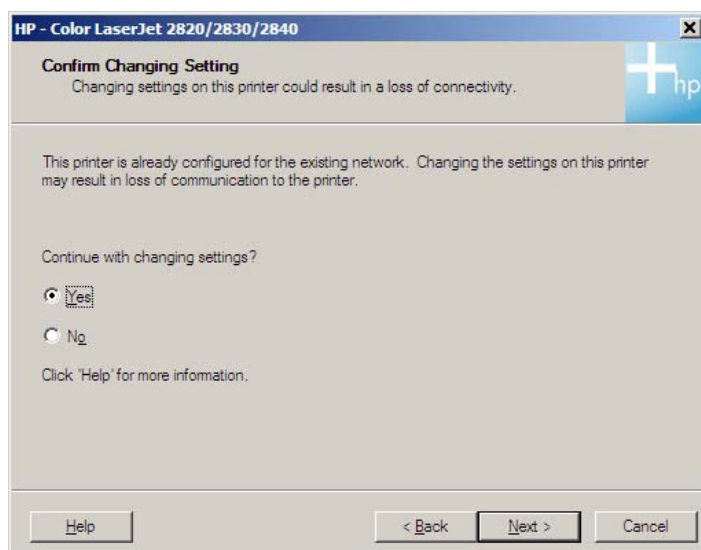 HP - Color LaserJet 2820/2830/2840
Confirm Changing Setting
Changing settings on this printer could result in a loss of connectivity.
hp
This printer is already configured for the existing network. Changing the settings on this printer
may result in loss of communication to the printer.
Continue with changing settings?
Yes
No
Click 'Help' for more information.
Help
< Back
Next >
Cancel